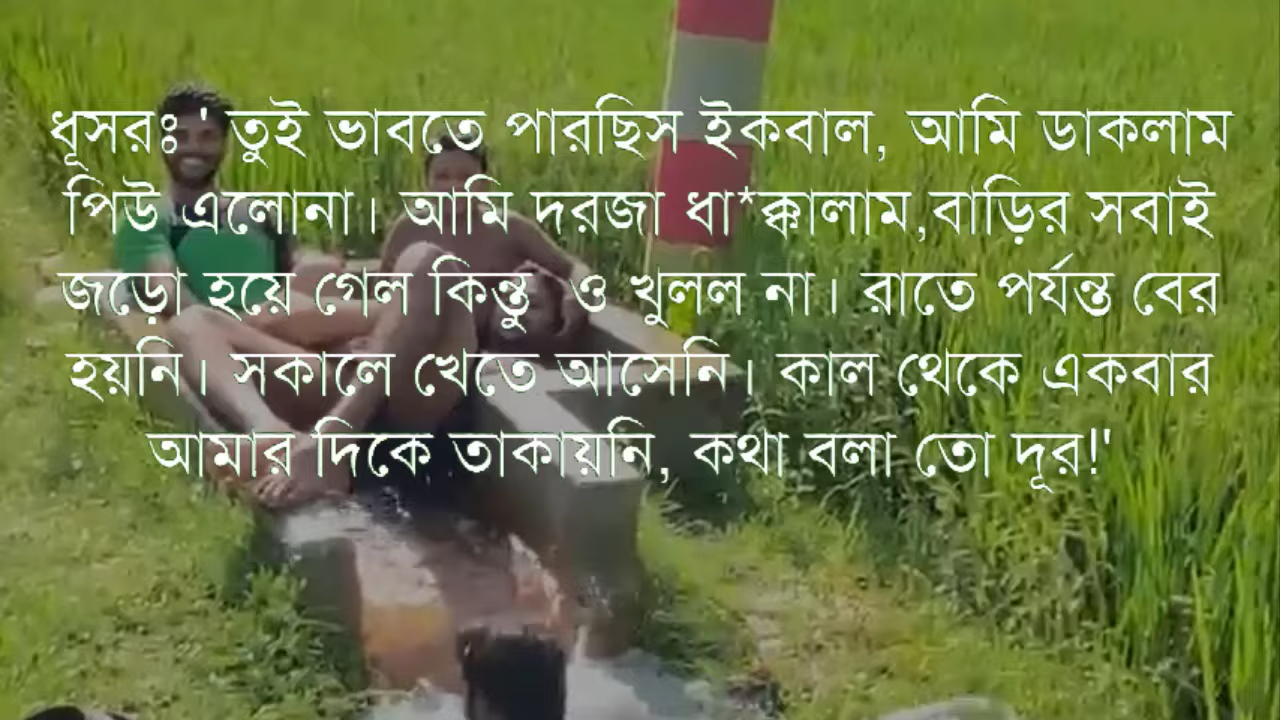 ধূসরঃ' তুই ভাবতে পারছিস ইকবাল, আমি ডাকলাম
পিউ এলোনা। আমি দরজা ধা*ক্কালাম,বাড়ির সবাই
জড়ো হয়ে গেল কিন্তু  ও খুলল না। রাতে পর্যন্ত বের
হয়নি। সকালে খেতে আসেনি। কাল থেকে একবার
আমার দিকে তাকায়নি, কথা বলা তো দূর!'